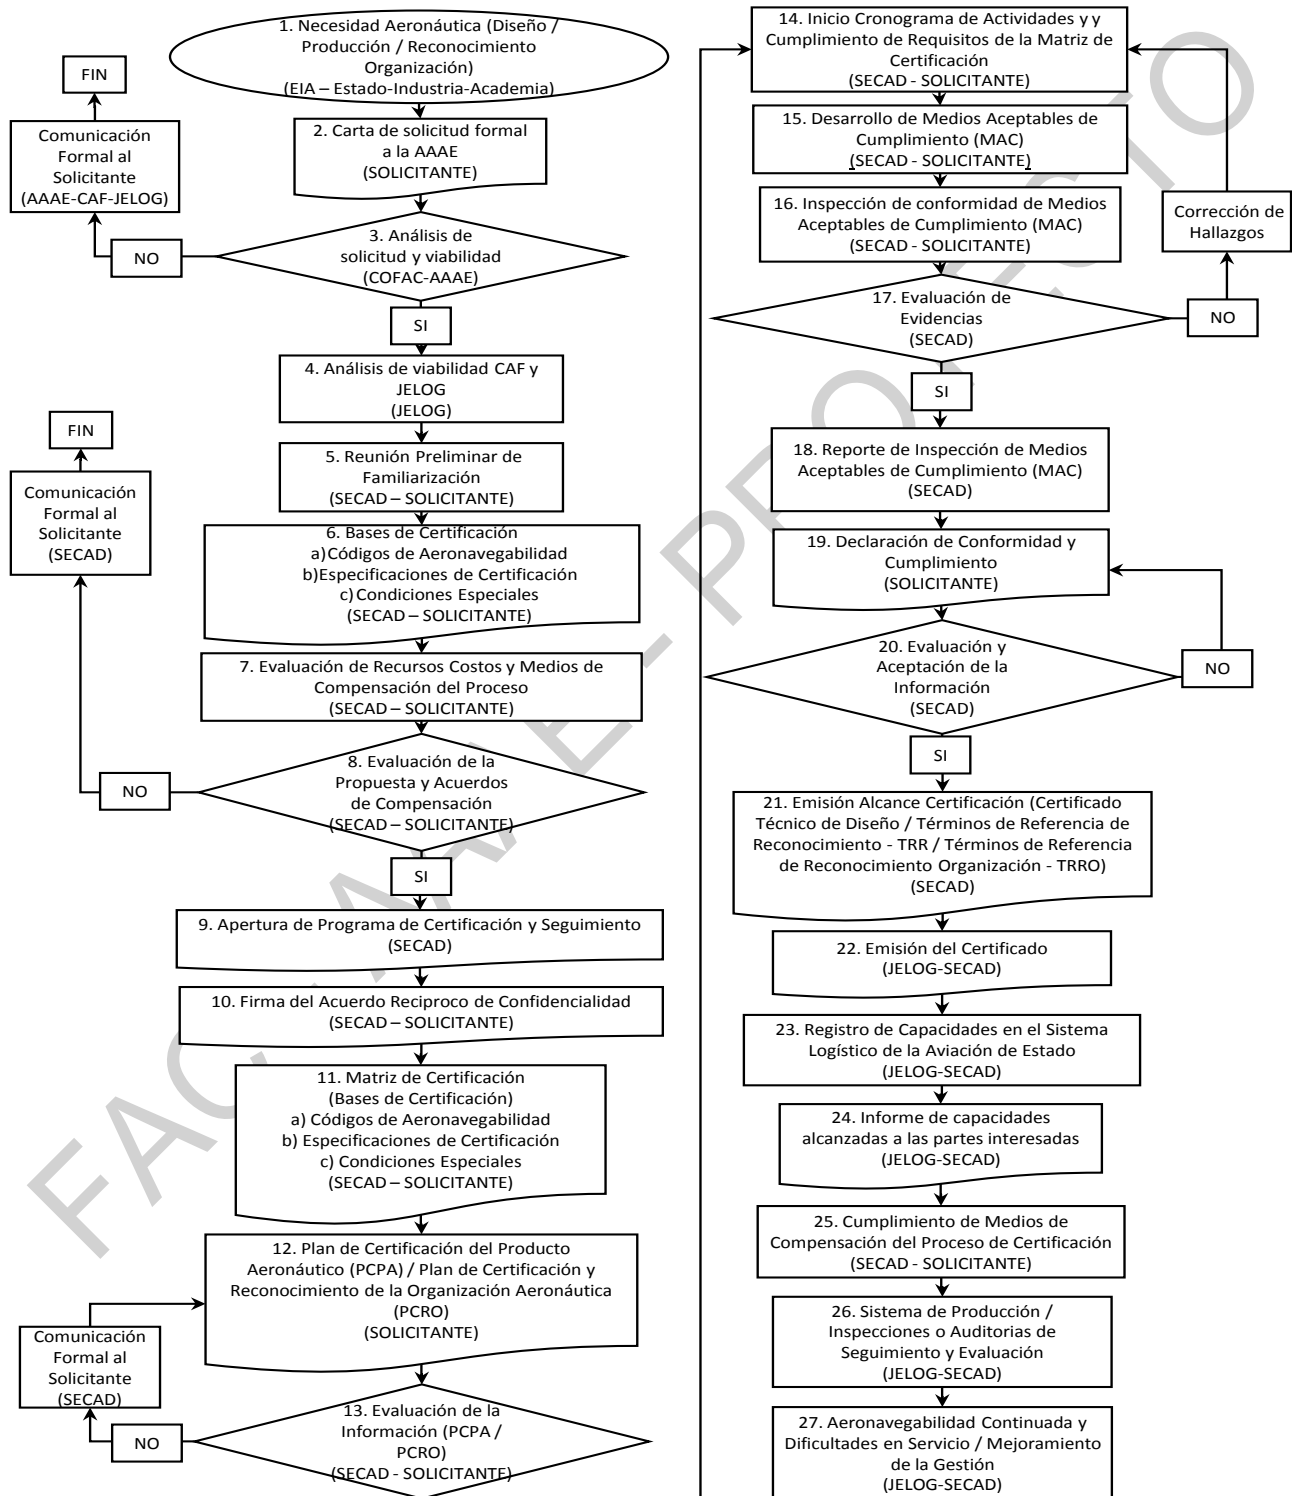 1. Necesidad Aeronáutica (Diseño /
Producción / Reconocimiento
Organización)
(EIA – Estado-Industria-Academia)
FIN
Comunicación
Formal al
Solicitante
(AAAE-CAF-JELOG)
2. Carta de solicitud formal
a la AAAE
(SOLICITANTE)
NO
3. Análisis de
solicitud y viabilidad
(COFAC-AAAE)
SI
4. Análisis de viabilidad CAF y
JELOG
(JELOG)
FIN
Comunicación
Formal al
Solicitante
(SECAD)
5. Reunión Preliminar de
Familiarización
(SECAD – SOLICITANTE)
6. Bases de Certificación
a) Códigos de Aeronavegabilidad
b) Especificaciones de Certificación
c) Condiciones Especiales
(SECAD – SOLICITANTE)
7. Evaluación de Recursos Costos y Medios de
Compensación del Proceso
(SECAD – SOLICITANTE)
NO
8. Evaluación de la
Propuesta y Acuerdos
de Compensación
(SECAD – SOLICITANTE)
SI
9. Apertura de Programa de Certificación y Seguimiento
(SECAD)
10. Firma del Acuerdo Reciproco de Confidencialidad
(SECAD – SOLICITANTE)
11. Matriz de Certificación
(Bases de Certificación)
a) Códigos de Aeronavegabilidad
b) Especificaciones de Certificación
c) Condiciones Especiales
(SECAD – SOLICITANTE)
12. Plan de Certificación del Producto
Aeronáutico (PCPA) / Plan de Certificación y
Reconocimiento de la Organización Aeronáutica
(PCRO)
(SOLICITANTE)
Comunicación
Formal al
Solicitante
(SECAD)
NO
13. Evaluación de la
Información (PCPA /
PCRO)
(SECAD - SOLICITANTE)
14. Inicio Cronograma de Actividades y y
Cumplimiento de Requisitos de la Matriz de
Certificación
(SECAD - SOLICITANTE)
15. Desarrollo de Medios Aceptables de
Cumplimiento (MAC)
(SECAD - SOLICITANTE)
16. Inspección de conformidad de Medios
Aceptables de Cumplimiento (MAC)
(SECAD - SOLICITANTE)
Corrección de
Hallazgos
17. Evaluación de
Evidencias
(SECAD)
NO
SI
18. Reporte de Inspección de Medios
Aceptables de Cumplimiento (MAC)
(SECAD)
19. Declaración de Conformidad y
Cumplimiento
(SOLICITANTE)
20. Evaluación y
Aceptación de la
Información
(SECAD)
NO
SI
21. Emisión Alcance Certificación (Certificado
Técnico de Diseño / Términos de Referencia de
Reconocimiento - TRR / Términos de Referencia
de Reconocimiento Organización - TRRO)
(SECAD)
22. Emisión del Certificado
(JELOG-SECAD)
23. Registro de Capacidades en el Sistema
Logístico de la Aviación de Estado
(JELOG-SECAD)
24. Informe de capacidades
alcanzadas a las partes interesadas
(JELOG-SECAD)
25. Cumplimiento de Medios de
Compensación del Proceso de Certificación
(SECAD - SOLICITANTE)
26. Sistema de Producción /
Inspecciones o Auditorias de
Seguimiento y Evaluación
(JELOG-SECAD)
27. Aeronavegabilidad Continuada y
Dificultades en Servicio / Mejoramiento
de la Gestión
(JELOG-SECAD)